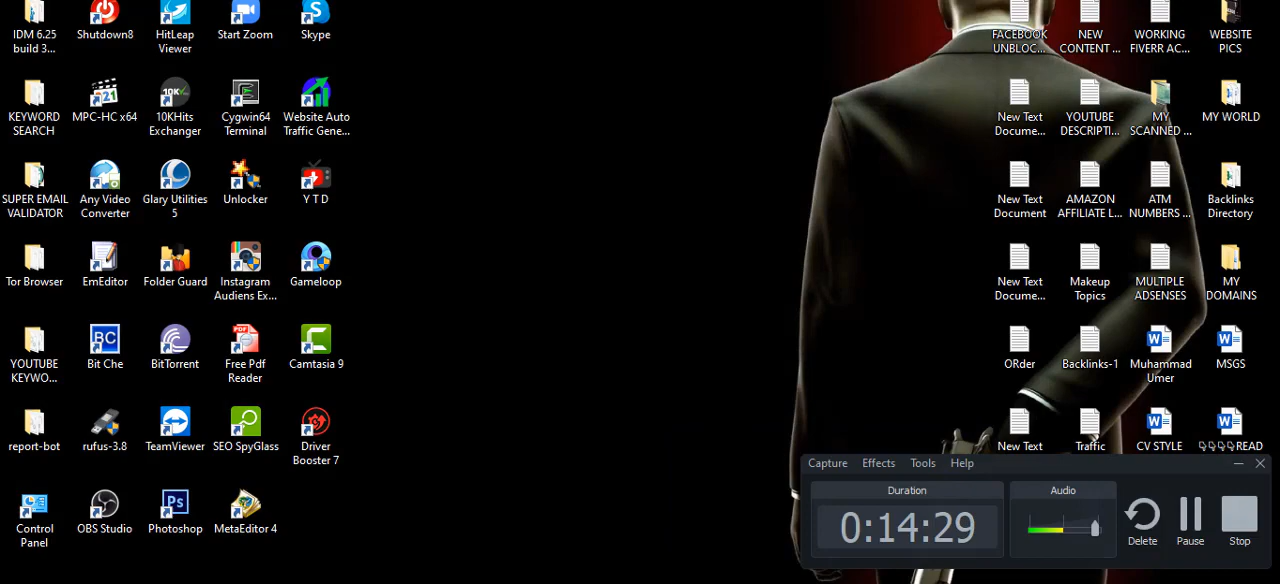 IDM 6.25
build 3...
Shutdown8
HitLeap
Viewer
Start Zoom
Skype
FACEBOOK
UNBLOC...
NEW
CONTENT ...
WORKING
FIVERR AC...
WEBSITE
PICS
KEYWORD
SEARCH
321
MPC-HC x64
10K
10KHits
Exchanger
Cygwin64
Terminal
Website Auto
Traffic Gene...
New Text
Docume...
YOUTUBE
DESCRIPTI...
MY
SCANNED ...
MY WORLD
SUPER EMAIL
VALIDATOR
Any Video
Converter
Glary Utilities
5
Unlocker
Y T D
New Text
Document
AMAZON
AFFILIATE L...
ATM
NUMBERS ...
Backlinks
Directory
Tor Browser
EmEditor
Folder Guard
Instagram
Audiens Ex...
Gameloop
New Text
Docume...
Makeup
Topics
MULTIPLE
ADSENSES
MY
DOMAINS
YOUTUBE
KEYWO...
BC
Bit Che
BitTorrent
PDF
Free Pdf
Reader
Camtasia 9
ORder
Backlinks-1
Muhammad
Umer
MSGS
report-bot
rufus-3.8
TeamViewer
SEO SpyGlass
Driver
Booster 7
New Text
Traffic
CV STYLE
READ
Control
Panel
OBS Studio
Ps
Photoshop
MetaEditor 4
Capture Effects Tools Help
Duration
Audio
0:14:29
Delete
Pause
Stop